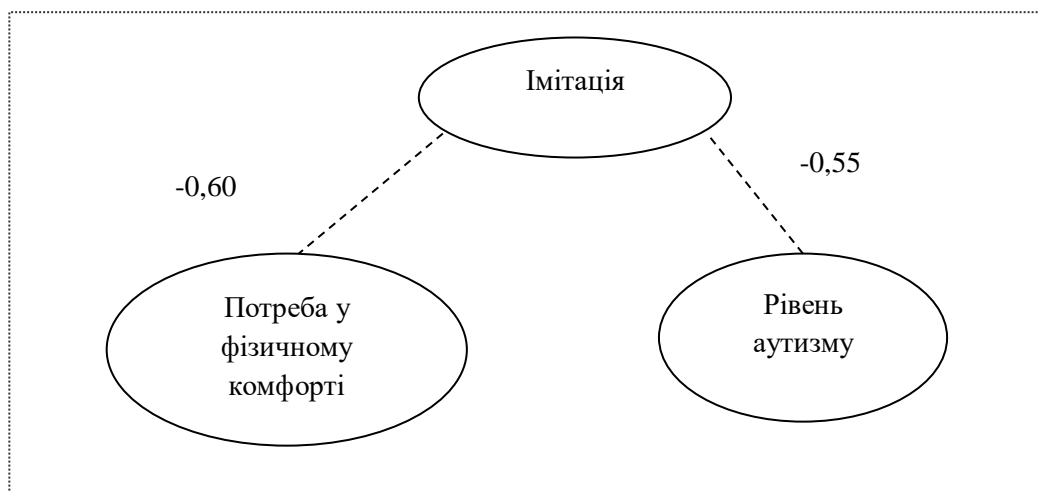 Імітація
-0,55
-0,60
Потреба у
фізичному
комфорті
Рівень
аутизму